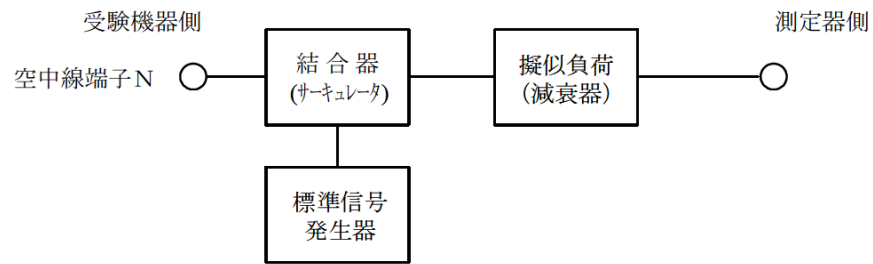 受験機器側
測定器側
空中線端子N
結合器
(ｻｰｷｭﾚｰﾀ)
擬似負荷
(減衰器)
標準信号
発生器